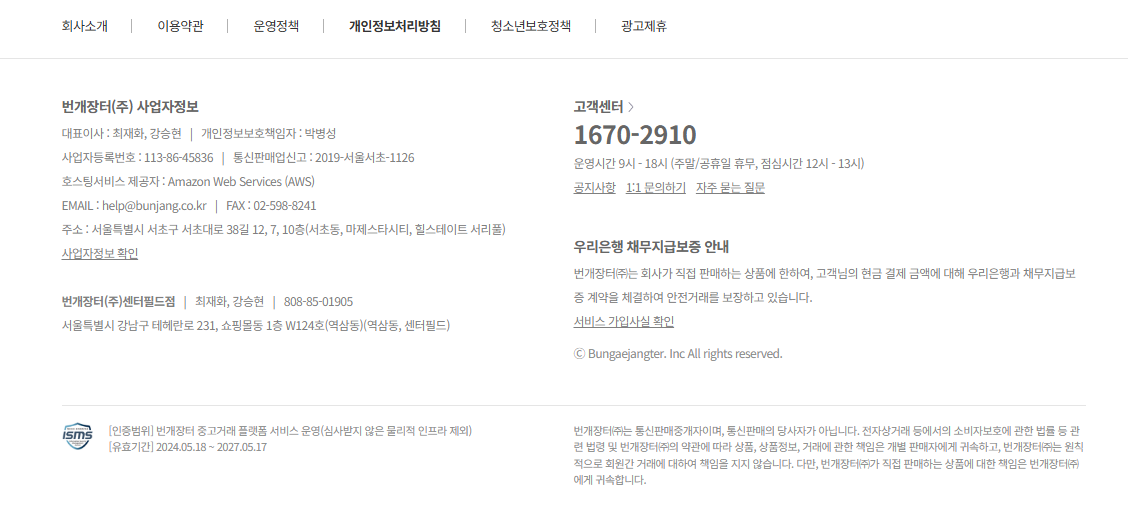 회사소개 | 이용약관 | 운영정책 | 개인정보처리방침 | 청소년보호정책 | 광고제휴
번개장터(주) 사업자정보
대표이사 : 최재화, 강승현 | 개인정보보호책임자 : 박병성
사업자등록번호 : 113-86-45836 | 통신판매업신고 : 2019-서울서초-1126
호스팅서비스 제공자 : Amazon Web Services (AWS)
EMAIL : help@bunjang.co.kr | FAX : 02-598-8241
주소 : 서울특별시 서초구 서초대로 38길 12, 7, 10층(서초동, 마제스타시티, 힐스테이트 서리풀)
사업자정보 확인
번개장터(주)센터필드점 | 최재화, 강승현 | 808-85-01905
서울특별시 강남구 테헤란로 231, 쇼핑몰동 1층 W124호(역삼동)(역삼동, 센터필드)
고객센터 >
1670-2910
운영시간 9시 - 18시 (주말/공휴일 휴무, 점심시간 12시 - 13시)
공지사항 1:1 문의하기 자주 묻는 질문
우리은행 채무지급보증 안내
번개장터㈜는 회사가 직접 판매하는 상품에 한하여, 고객님의 현금 결제 금액에 대해 우리은행과 채무지급보
증 계약을 체결하여 안전거래를 보장하고 있습니다.
서비스 가입사실 확인
Ⓒ Bungaejangter. Inc All rights reserved.
ISMS
[인증범위] 번개장터 중고거래 플랫폼 서비스 운영(심사받지 않은 물리적 인프라 제외)
[유효기간] 2024.05.18 ~ 2027.05.17
번개장터㈜는 통신판매중개자이며, 통신판매의 당사자가 아닙니다. 전자상거래 등에서의 소비자보호에 관한 법률 등 관
련 법령 및 번개장터㈜의 약관에 따라 상품, 상품정보, 거래에 관한 책임은 개별 판매자에게 귀속하고, 번개장터㈜는 원칙
적으로 회원간 거래에 대하여 책임을 지지 않습니다. 다만, 번개장터㈜가 직접 판매하는 상품에 대한 책임은 번개장터㈜
에게 귀속합니다.